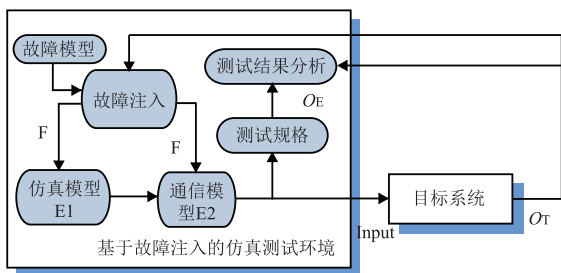 故障模型
测试结果分析
故障注入
OE
F
测试规格
F
仿真模型
E1
通信模
型E2
目标系统
Input
OT
基于故障注入的仿真测试环境